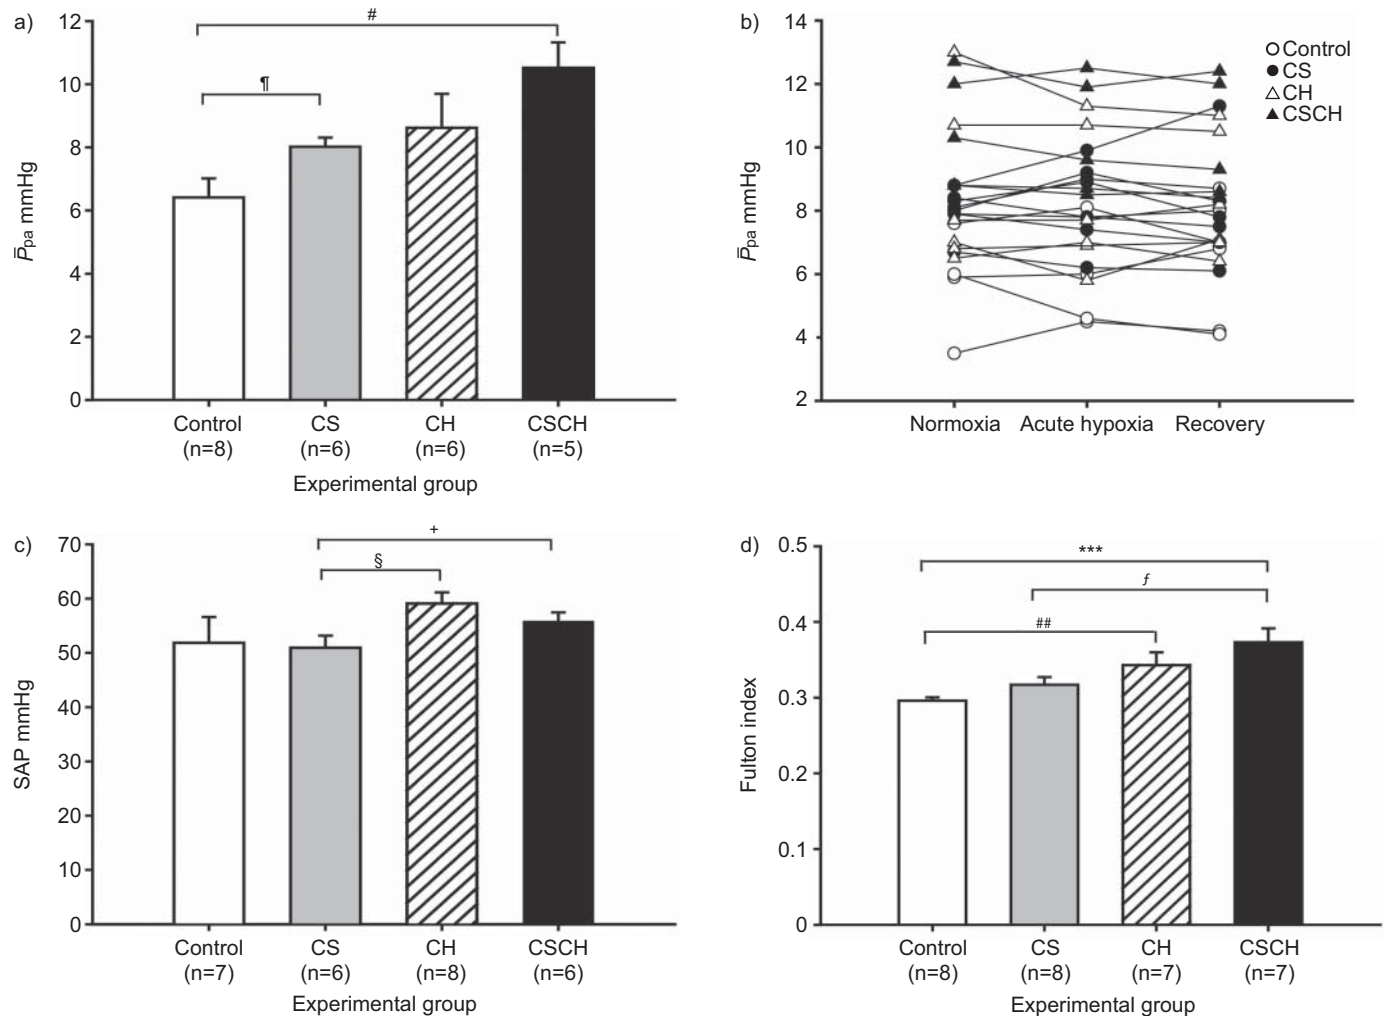 a)
12
10
8
6
4
2
0
P̅pa mmHg
#
¶
Control
(n=8)
CS
(n=6)
CH
(n=6)
CSCH
(n=5)
Experimental group
b)
14
12
10
8
6
4
2
P̅pa mmHg
Control
CS
CH
CSCH
Normoxia
Acute hypoxia
Recovery
c)
70
60
50
40
30
20
10
0
SAP mmHg
+
§
Control
(n=7)
CS
(n=6)
CH
(n=8)
CSCH
(n=6)
Experimental group
d)
0.5
0.4
0.3
0.2
0.1
0
Fulton index
***
ƒ
##
Control
(n=8)
CS
(n=8)
CH
(n=7)
CSCH
(n=7)
Experimental group